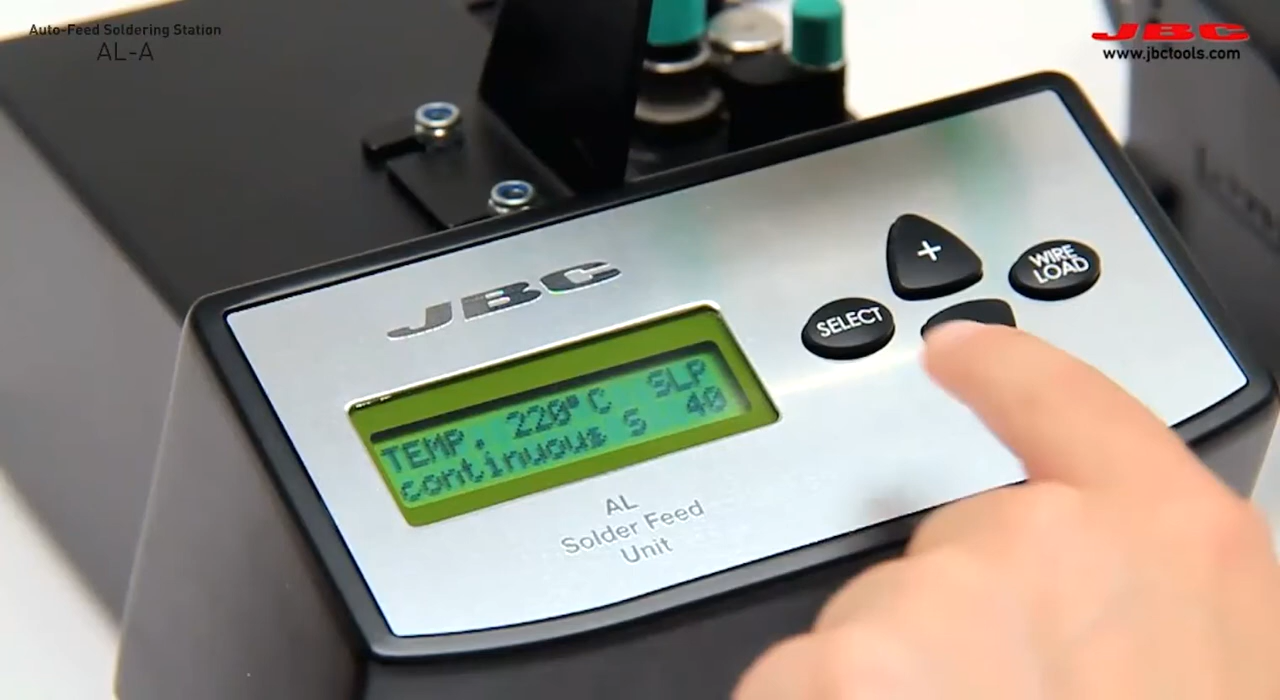 Auto-Feed Soldering Station
AL-A
JBC
www.jbctools.com
JBC
+
SELECT
WIRE
LOAD
TEMP. 220°C SLP
continuous S 40
AL
Solder Feed
Unit